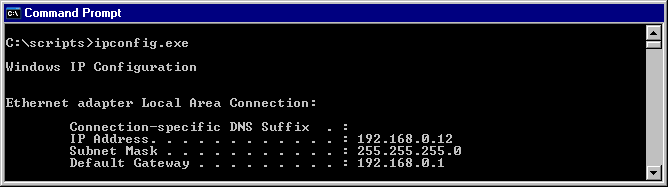 Command Prompt
C:\scripts>ipconfig.exe
Windows IP Configuration
Ethernet adapter Local Area Connection:
Connection-specific DNS Suffix  . :
IP Address. . . . . . . . . . . . : 192.168.0.12
Subnet Mask . . . . . . . . . . . : 255.255.255.0
Default Gateway . . . . . . . . . : 192.168.0.1